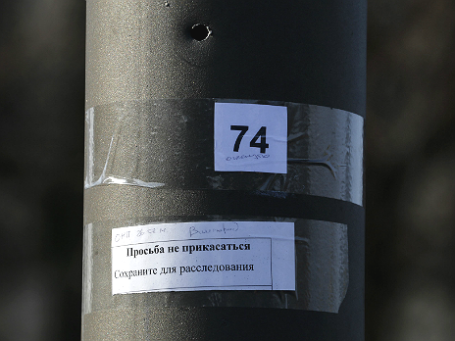 74
Просьба не прикасаться
Сохраните для расследования